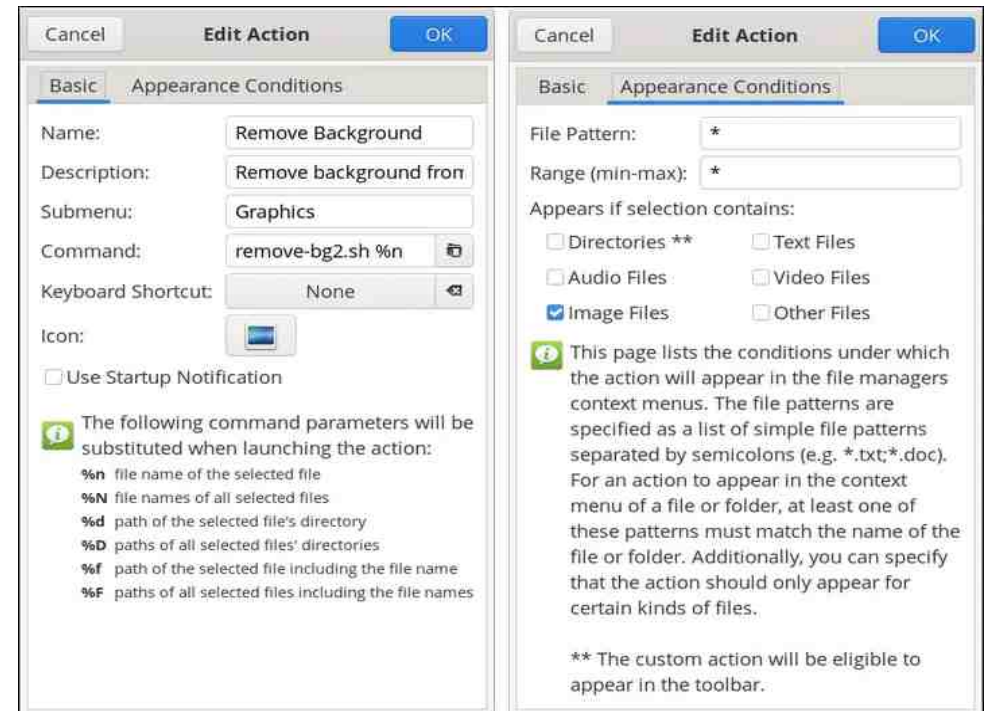 Cancel
Edit Action
OK
Basic
Appearance Conditions
Name:
Remove Background
Description:
Remove background from
Submenu:
Graphics
Command:
remove-bg2.sh %n
Keyboard Shortcut:
None
Icon:
Use Startup Notification
The following command parameters will be
substituted when launching the action:
%n file name of the selected file
%N file names of all selected files
%d path of the selected file's directory
%D paths of all selected files' directories
%f path of the selected file including the file name
%F paths of all selected files including the file names
Cancel
Edit Action
OK
Basic
Appearance Conditions
File Pattern:
*
Range (min-max):
*
Appears if selection contains:
Directories **
Text Files
Audio Files
Video Files
Image Files
Other Files
This page lists the conditions under which
the action will appear in the file managers
context menus. The file patterns are
specified as a list of simple file patterns
separated by semicolons (e.g. *.txt;*.doc).
For an action to appear in the context
menu of a file or folder, at least one of
these patterns must match the name of the
file or folder. Additionally, you can specify
that the action should only appear for
certain kinds of files.
** The custom action will be eligible to
appear in the toolbar.